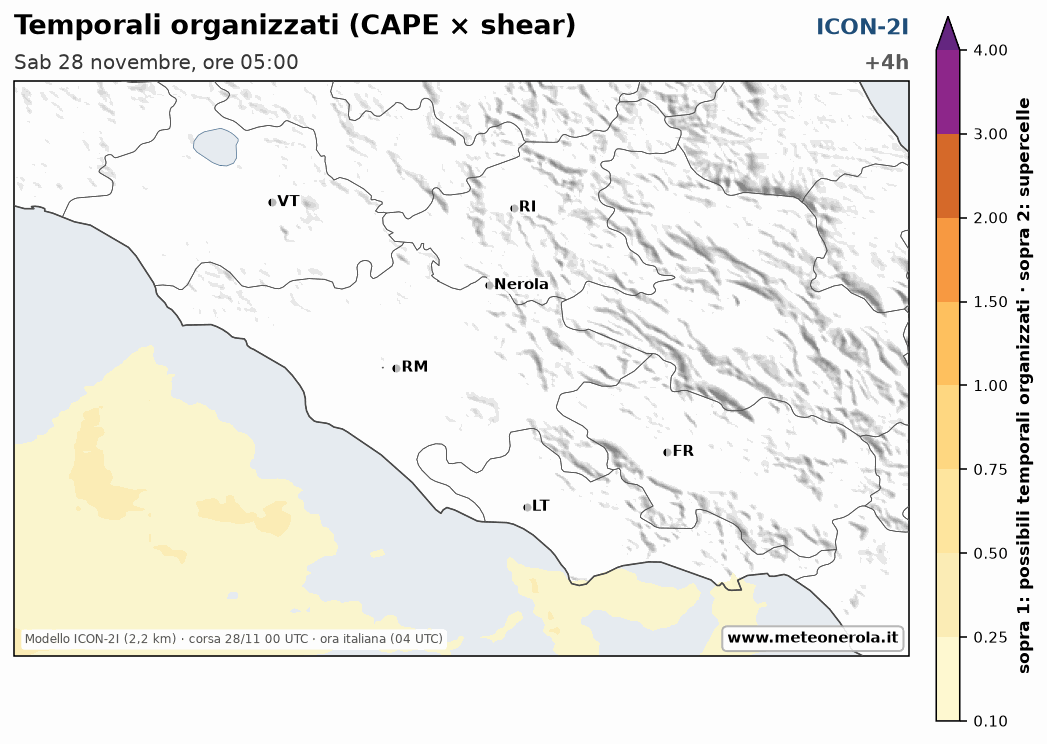 Temporali organizzati (CAPE × shear)
ICON-2I
Sab 28 novembre, ore 05:00
+4h
VT
RI
Nerola
RM
FR
LT
Modello ICON-2I (2,2 km) · corsa 28/11 00 UTC · ora italiana (04 UTC)
www.meteonerola.it
4.00
3.00
2.00
1.50
1.00
0.75
0.50
0.25
0.10
sopra 1: possibili temporali organizzati · sopra 2: supercelle